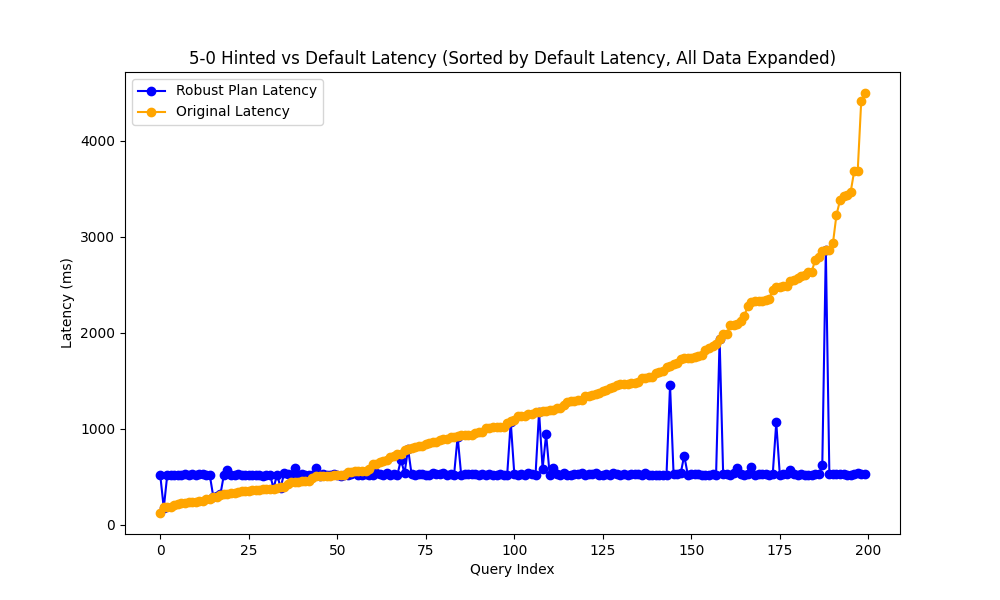 5-0 Hinted vs Default Latency (Sorted by Default Latency, All Data Expanded)
Robust Plan Latency
Original Latency
Latency (ms)
4000
3000
2000
1000
0
0 25 50 75 100 125 150 175 200
Query Index